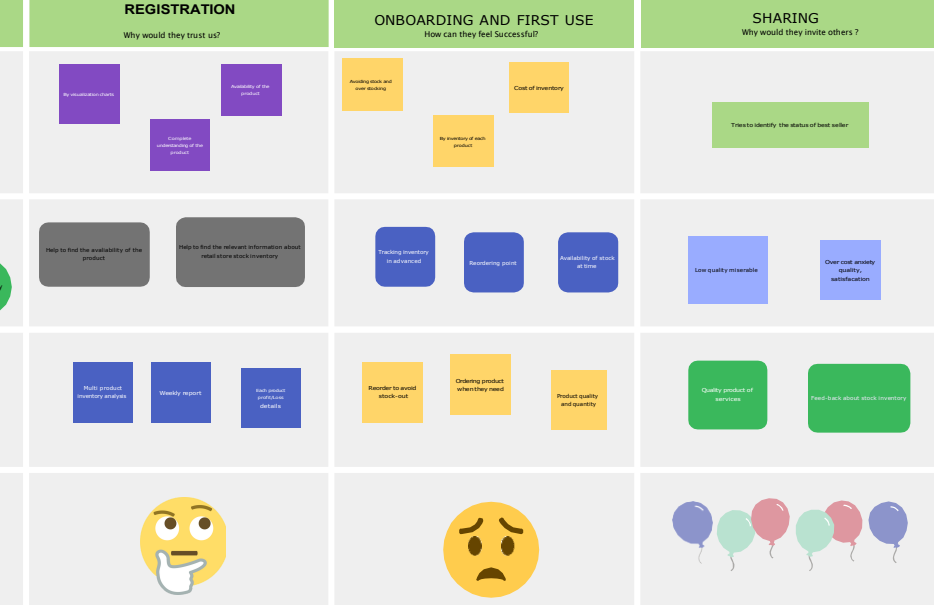 REGISTRATION
Why would they trust us?
ONBOARDING AND FIRST USE
How can they feel Successful?
SHARING
Why would they invite others ?
By visualization charts
Availability of the
product
Complete
understanding of the
product
Avoiding stock and
over stocking
Cost of inventory
By inventory of each
product
Tries to identify the status of best seller
Help to find the availability of the
product
Help to find the relevant information about
retail store stock inventory
Tracking inventory
in advanced
Reordering point
Availability of stock
at time
Low quality miserable
Over cost anxiety
quality,
satisfacation
Multi product
inventory analysis
Weekly report
Each product
profit/Loss
details
Reorder to avoid
stock-out
Ordering product
when they need
Product quality
and quantity
Quality product of
services
Feed-back about stock inventory